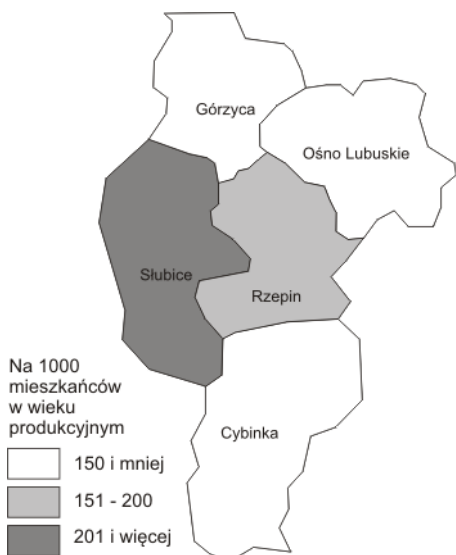 Górzyca
Ośno Lubuskie
Słubice
Rzepin
Cybinka
Na 1000
mieszkańców
w wieku
produkcyjnym
150 i mniej
151 - 200
201 i więcej